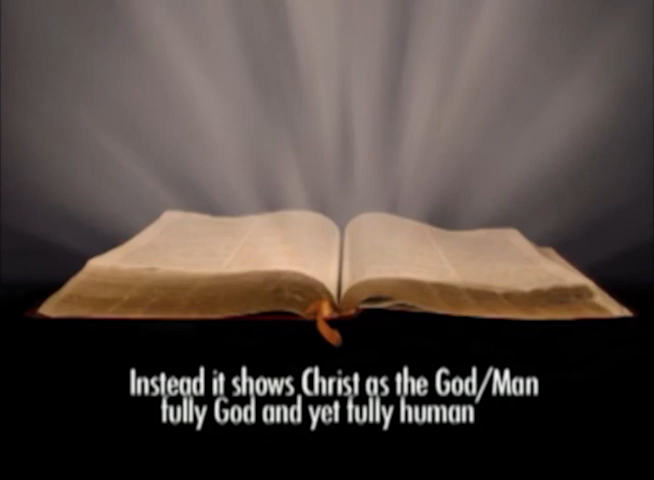 Instead it shows Christ as the God/Man
fully God and yet fully human